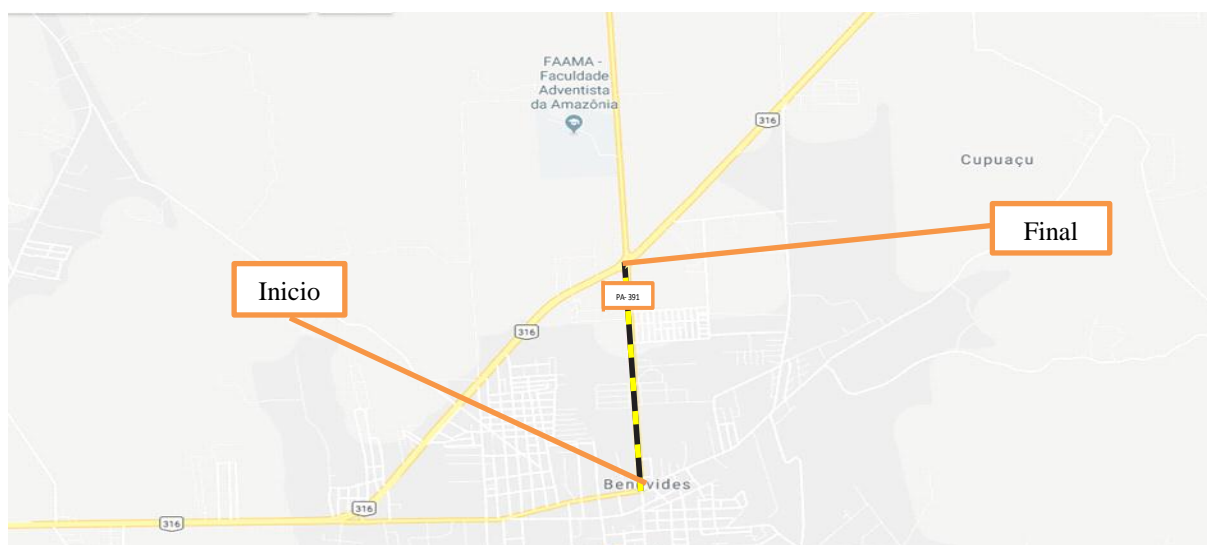 FAAMA -
Faculdade
Adventista
da Amazônia
316
Cupuaçu
Final
Inicio
PA-391
316
Benevides
316
316